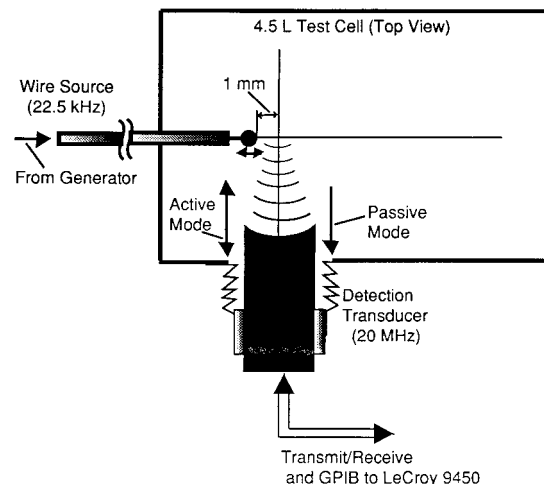 4.5 L Test Cell (Top View)
1 mm
Wire Source
(22.5 kHz)
From Generator
Active
Mode
Passive
Mode
Detection
Transducer
(20 MHz)
Transmit/Receive
and GPIB to LeCroy 9450